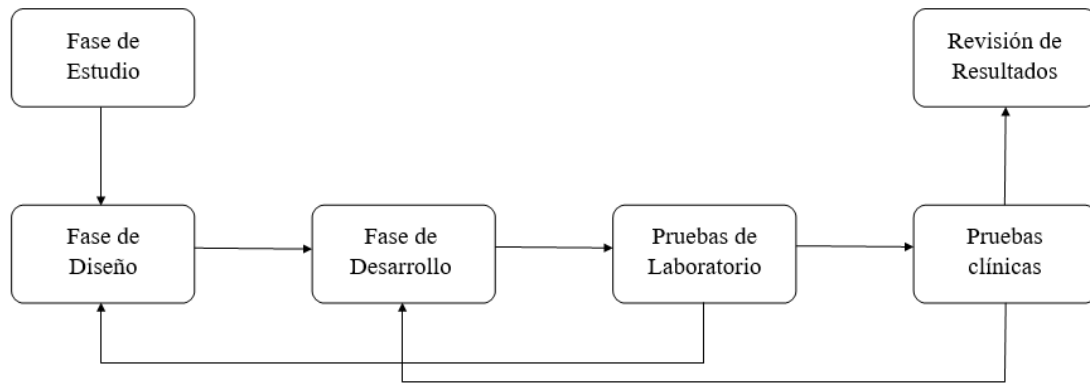 Fase de
Estudio
Revisión de
Resultados
Fase de
Diseño
Fase de
Desarrollo
Pruebas de
Laboratorio
Pruebas
clínicas